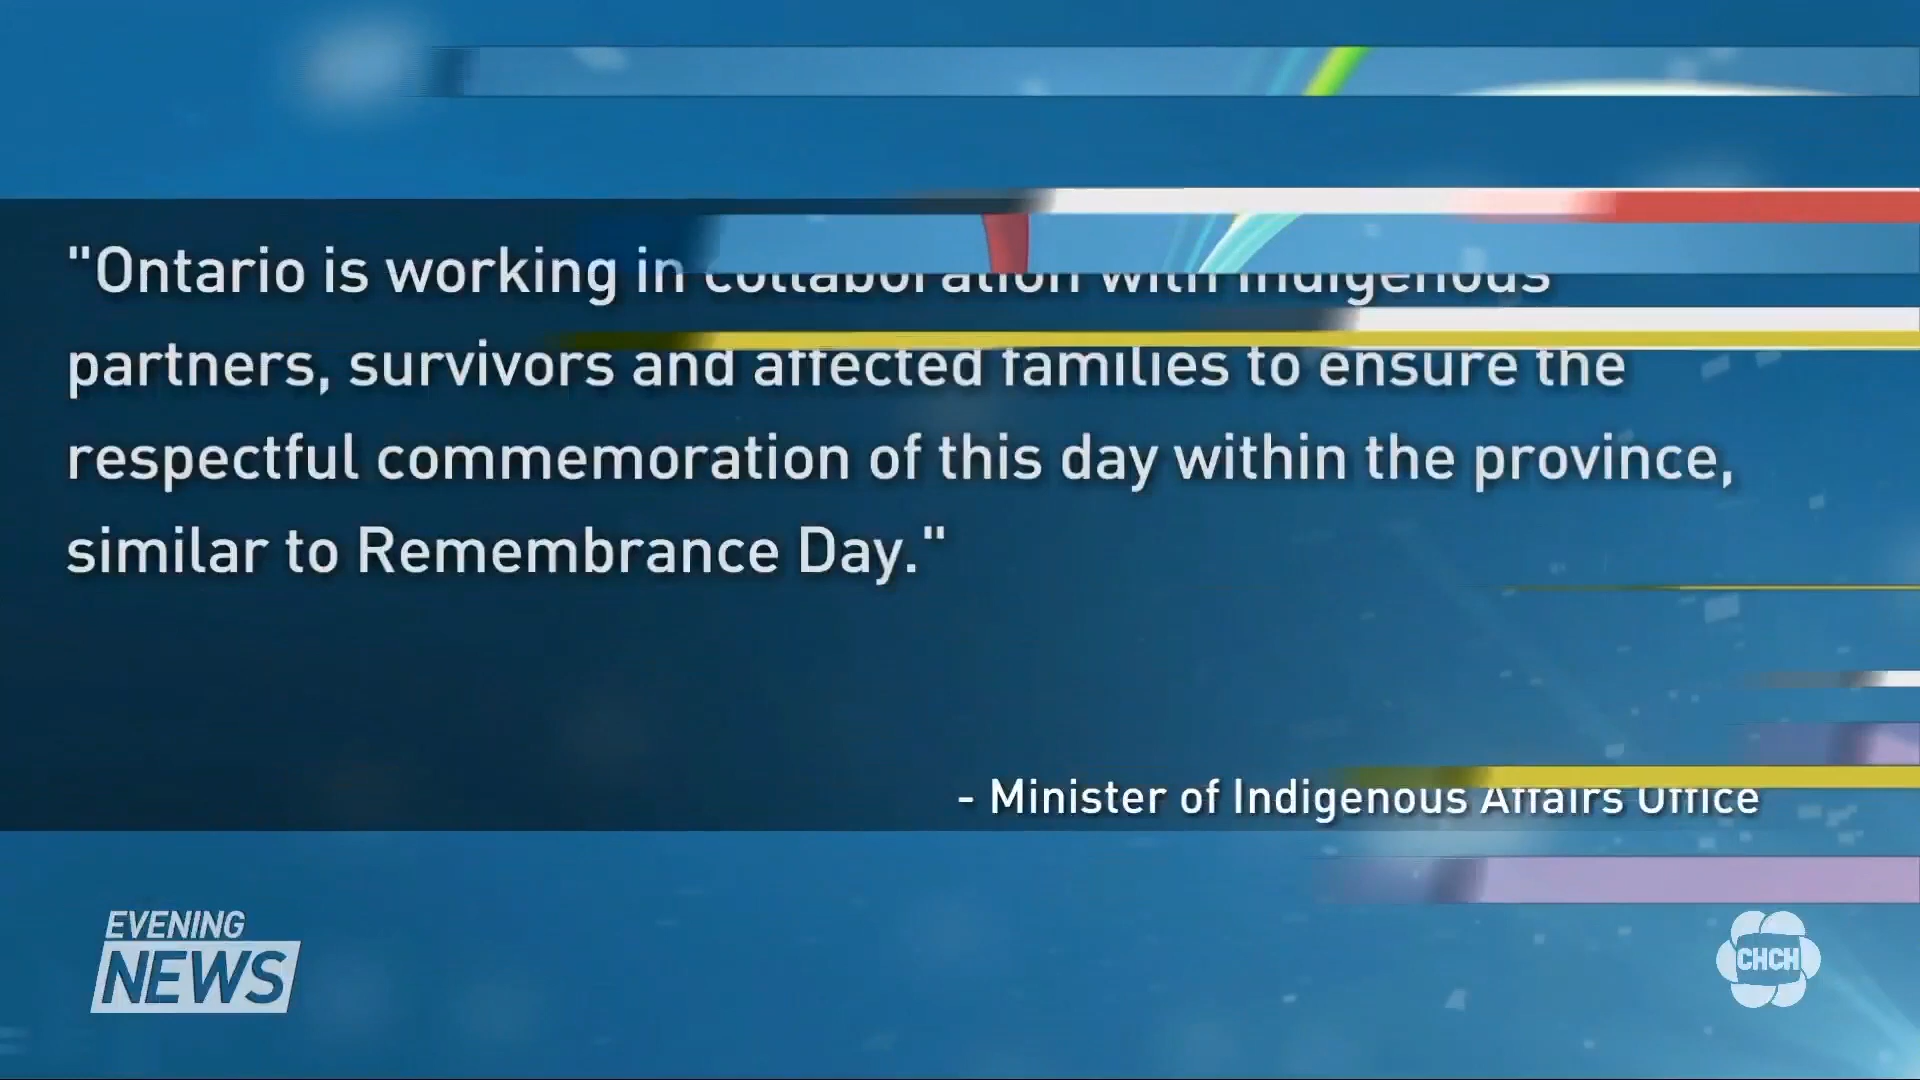 "Ontario is working in collaboration with Indigenous
partners, survivors and affected families to ensure the
respectful commemoration of this day within the province,
similar to Remembrance Day."
- Minister of Indigenous Affairs Office
EVENING
NEWS
CHCH